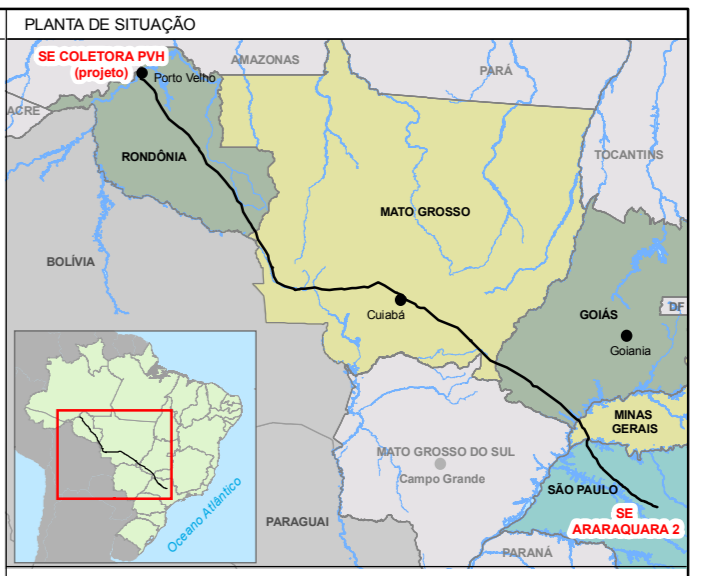 PLANTA DE SITUAÇÃO
SE COLETORA PVH
(projeto)
Porto Velho
AMAZONAS
PARÁ
ACRE
TOCANTINS
RONDÔNIA
MATO GROSSO
BOLÍVIA
Cuiabá
GOIÁS
DF
Goiania
MINAS
GERAIS
MATO GROSSO DO SUL
Campo Grande
SÃO PAULO
SE
ARARAQUARA 2
PARAGUAI
PARANÁ
Oceano Atlântico